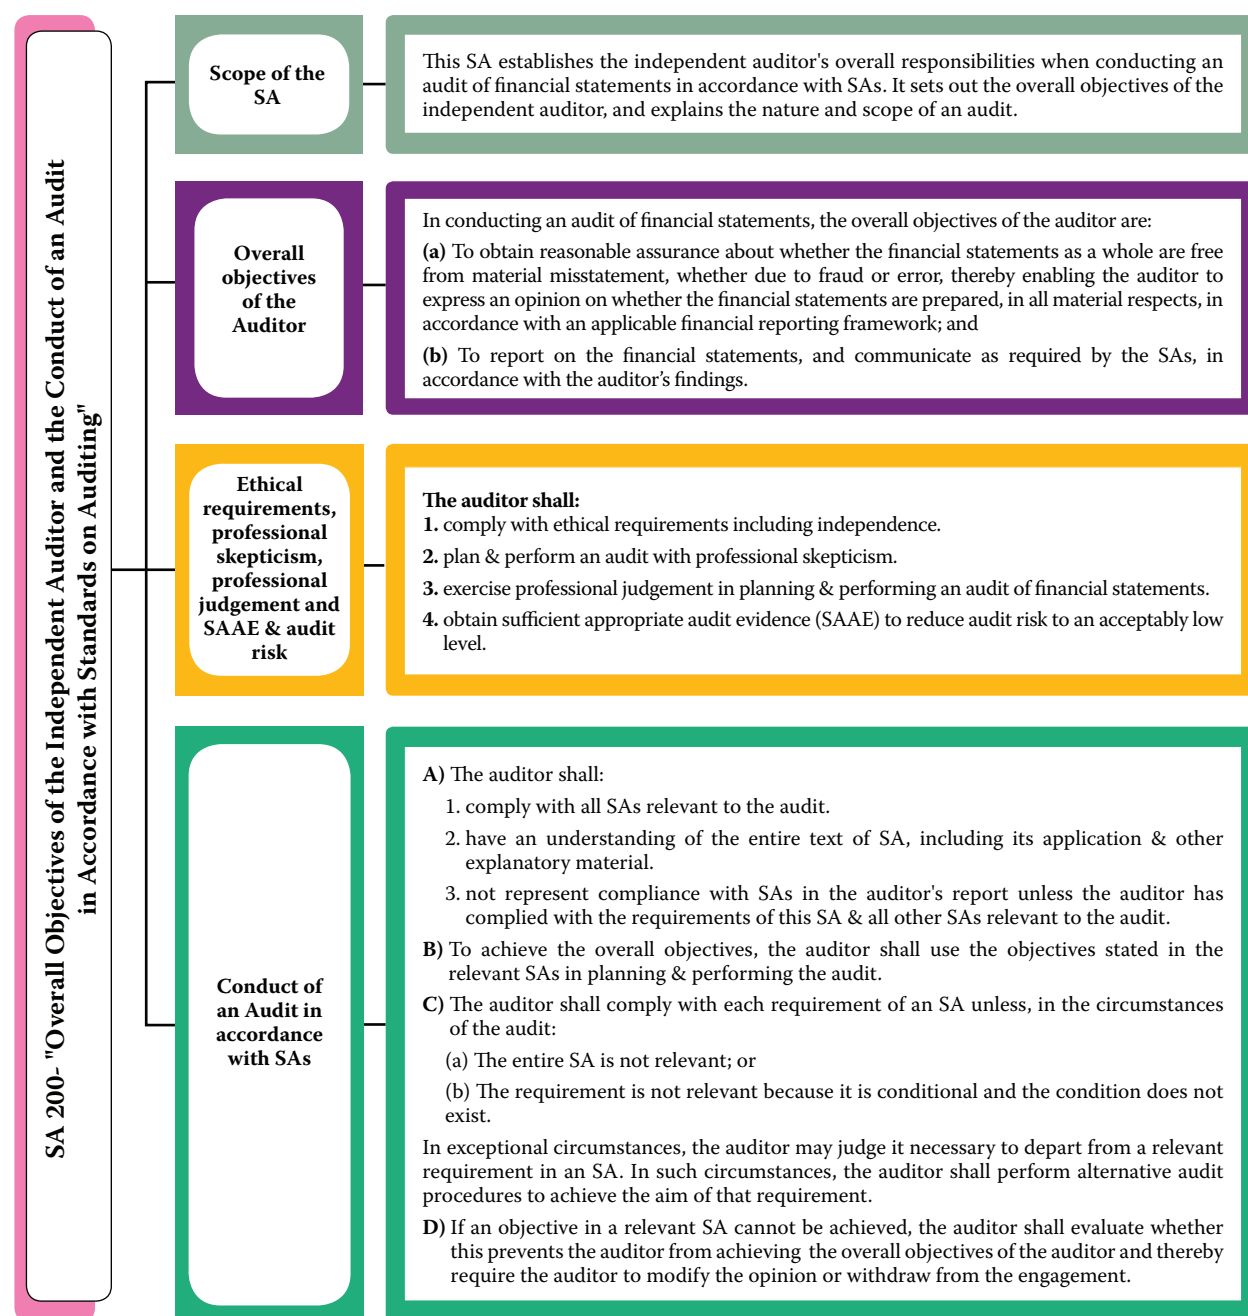 SA 200- "Overall Objectives of the Independent Auditor and the Conduct of an Audit
in Accordance with Standards on Auditing"
Scope of the
SA
This SA establishes the independent auditor's overall responsibilities when conducting an
audit of financial statements in accordance with SAs. It sets out the overall objectives of the
independent auditor, and explains the nature and scope of an audit.
Overall
objectives
of the
Auditor
In conducting an audit of financial statements, the overall objectives of the auditor are:
(a) To obtain reasonable assurance about whether the financial statements as a whole are free
from material misstatement, whether due to fraud or error, thereby enabling the auditor to
express an opinion on whether the financial statements are prepared, in all material respects, in
accordance with an applicable financial reporting framework; and
(b) To report on the financial statements, and communicate as required by the SAs, in
accordance with the auditor’s findings.
Ethical
requirements,
professional
skepticism,
professional
judgement and
SAAE & audit
risk
The auditor shall:
1. comply with ethical requirements including independence.
2. plan & perform an audit with professional skepticism.
3. exercise professional judgement in planning & performing an audit of financial statements.
4. obtain sufficient appropriate audit evidence (SAAE) to reduce audit risk to an acceptably low
level.
Conduct of
an Audit in
accordance
with SAs
A) The auditor shall:
1. comply with all SAs relevant to the audit.
2. have an understanding of the entire text of SA, including its application & other
explanatory material.
3. not represent compliance with SAs in the auditor's report unless the auditor has
complied with the requirements of this SA & all other SAs relevant to the audit.
B) To achieve the overall objectives, the auditor shall use the objectives stated in the
relevant SAs in planning & performing the audit.
C) The auditor shall comply with each requirement of an SA unless, in the circumstances
of the audit:
(a) The entire SA is not relevant; or
(b) The requirement is not relevant because it is conditional and the condition does not
exist.
In exceptional circumstances, the auditor may judge it necessary to depart from a relevant
requirement in an SA. In such circumstances, the auditor shall perform alternative audit
procedures to achieve the aim of that requirement.
D) If an objective in a relevant SA cannot be achieved, the auditor shall evaluate whether
this prevents the auditor from achieving the overall objectives of the auditor and thereby
require the auditor to modify the opinion or withdraw from the engagement.